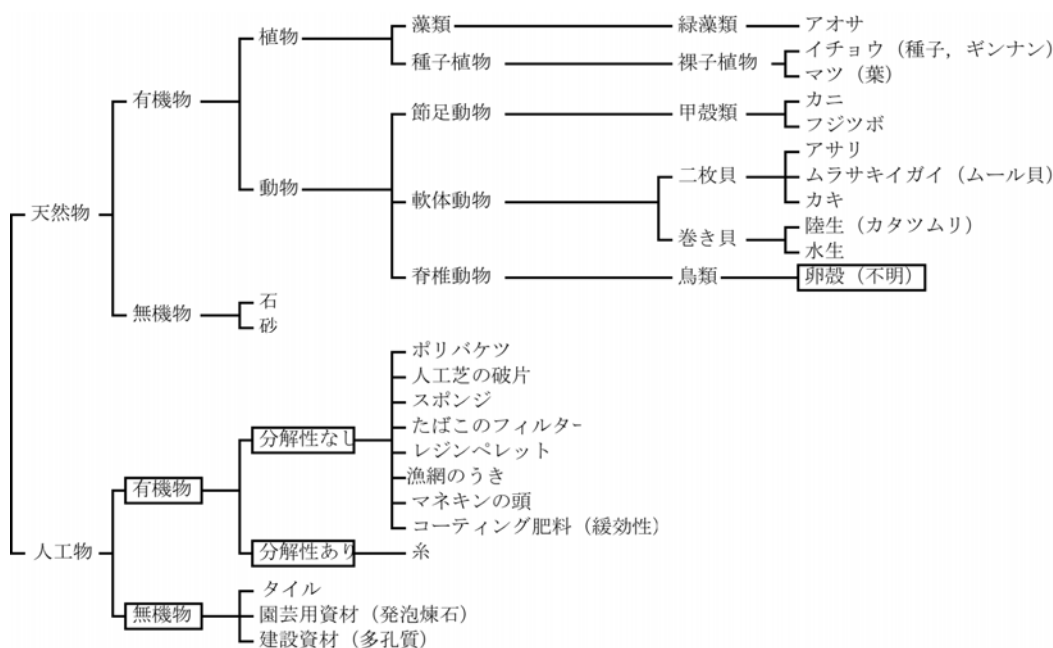 植物
藻類
緑藻類
アオサ
種子植物
裸子植物
イチョウ（種子，ギンナン）
マツ（葉）
有機物
節足動物
甲殻類
カニ
フジツボ
動物
軟体動物
二枚貝
アサリ
ムラサキイガイ（ムール貝）
カキ
天然物
巻き貝
陸生（カタツムリ）
水生
脊椎動物
鳥類
卵殻（不明）
無機物
石
砂
ポリバケツ
人工芝の破片
スポンジ
分解性なし
たばこのフィルター
レジンペレット
有機物
漁網のうき
マネキンの頭
コーティング肥料（緩効性）
人工物
分解性あり
糸
無機物
タイル
園芸用資材（発泡煉石）
建設資材（多孔質）